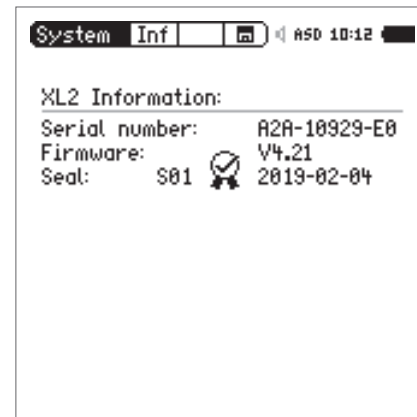 System Inf ASD 10:12
XL2 Information:
Serial number: A2A-10929-E0
Firmware: V4.21
Seal: S01 2019-02-04